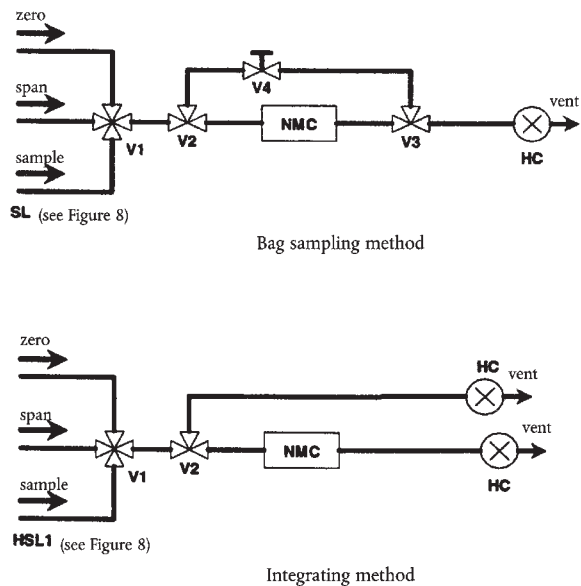 zero
span
sample
SL (see Figure 8)
V1
V2
V4
NMC
V3
HC
vent
Bag sampling method
zero
span
sample
HSL1 (see Figure 8)
V1
V2
NMC
HC
vent
HC
vent
Integrating method